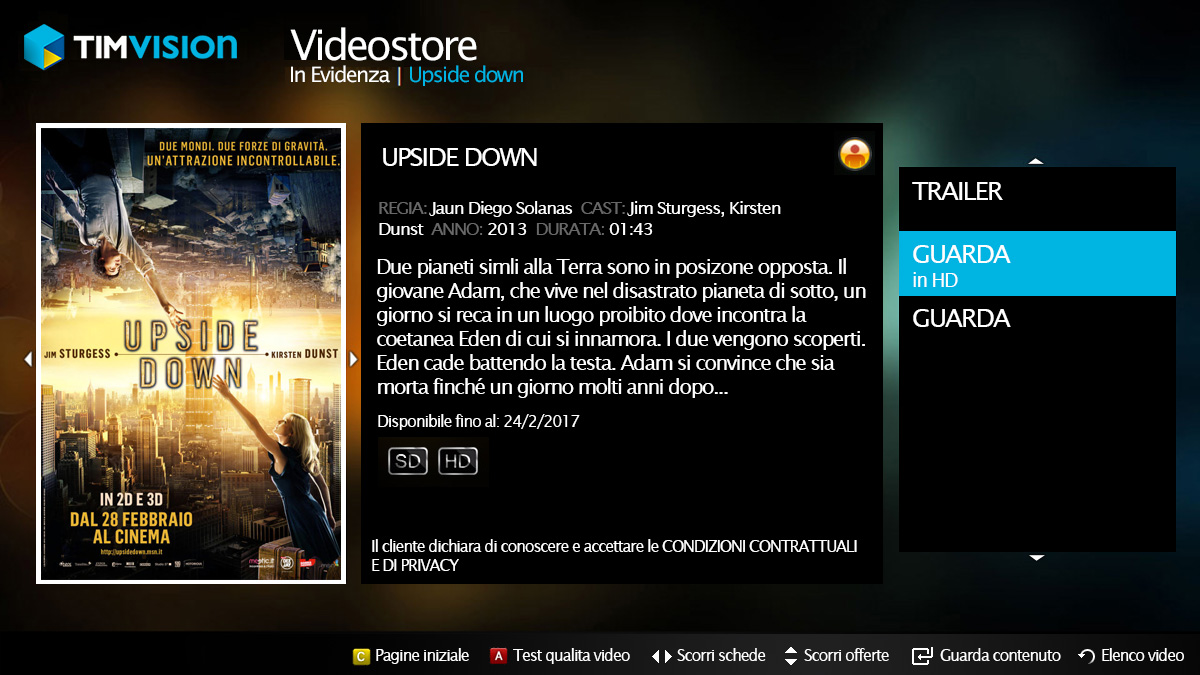 TIMVISION
Videostore
In Evidenza | Upside down
DUE MONDI. DUE FORZE DI GRAVITÀ.
UN'ATTRAZIONE INCONTROLLABILE.
UPSIDE
JIM STURGESS
KIRSTEN DUNST
DOWN
IN 2D E 3D
DAL 28 FEBBRAIO
AL CINEMA
http://upsidedown.msn.it
UPSIDE DOWN
REGIA: Jaun Diego Solanas CAST: Jim Sturgess, Kirsten
Dunst ANNO: 2013 DURATA: 01:43
Due pianeti simli alla Terra sono in posizone opposta. Il
giovane Adam, che vive nel disastrato pianeta di sotto, un
giorno si reca in un luogo proibito dove incontra la
coetanea Eden di cui si innamora. I due vengono scoperti.
Eden cade battendo la testa. Adam si convince che sia
morta finché un giorno molti anni dopo...
Disponibile fino al: 24/2/2017
SD HD
Il cliente dichiara di conoscere e accettare le CONDIZIONI CONTRATTUALI
E DI PRIVACY
TRAILER
GUARDA
in HD
GUARDA
C Pagine iniziale A Test qualita video Scorri schede Scorri offerte Guarda contenuto Elenco video